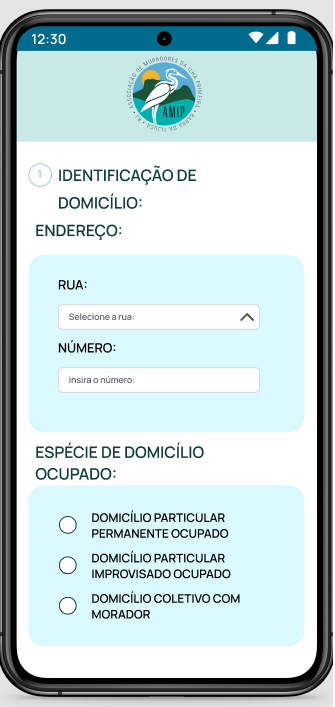 12:30
ASSOCIAÇÃO DE MORADORES DA ILHA PRIMEIRA - BARRA DA TIJUCA - RJ
AMIP
1 IDENTIFICAÇÃO DE
DOMICÍLIO:
ENDEREÇO:
RUA:
Selecione a rua:
NÚMERO:
Insira o número:
ESPÉCIE DE DOMICÍLIO
OCUPADO:
DOMICÍLIO PARTICULAR
PERMANENTE OCUPADO
DOMICÍLIO PARTICULAR
IMPROVISADO OCUPADO
DOMICÍLIO COLETIVO COM
MORADOR